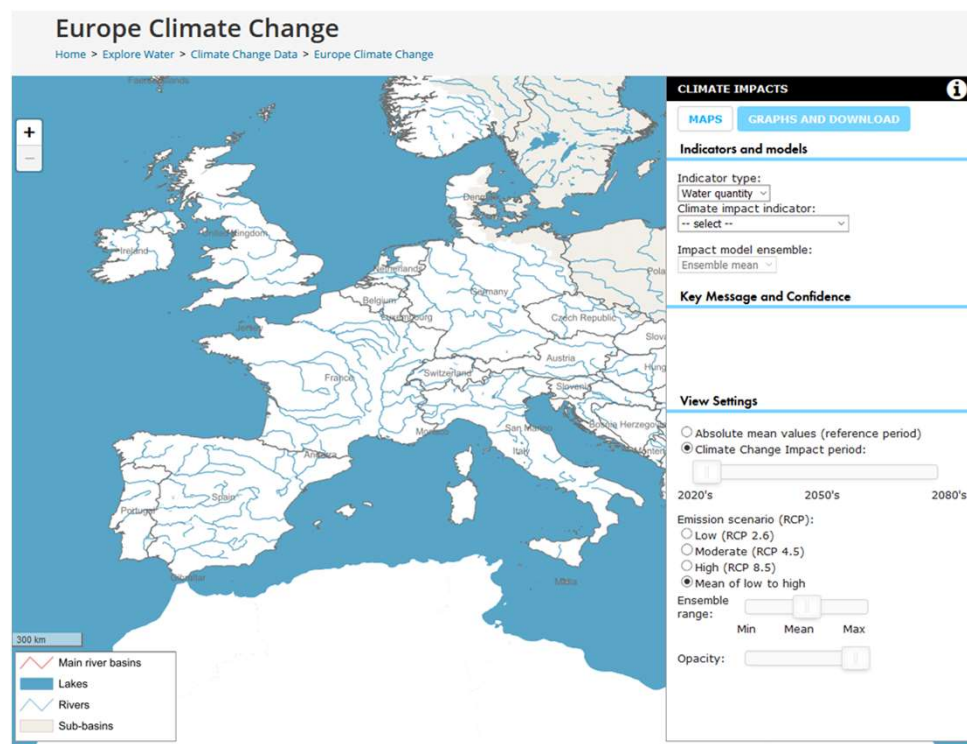 Europe Climate Change
Home > Explore Water > Climate Change Data > Europe Climate Change
+
−
Ireland
United Kingdom
Netherlands
Belgium
Luxembourg
Germany
Czech Republic
Jersey
France
Switzerland
Austria
Slovenia
San Marino
Italy
Andorra
Spain
Portugal
Gibraltar
300 km
Main river basins
Lakes
Rivers
Sub-basins
CLIMATE IMPACTS
i
MAPS
GRAPHS AND DOWNLOAD
Indicators and models
Indicator type:
Water quantity
Climate impact indicator:
-- select --
Impact model ensemble:
Ensemble mean
Key Message and Confidence
View Settings
Absolute mean values (reference period)
Climate Change Impact period:
2020's 2050's 2080's
Emission scenario (RCP):
Low (RCP 2.6)
Moderate (RCP 4.5)
High (RCP 8.5)
Mean of low to high
Ensemble
range:
Min Mean Max
Opacity: